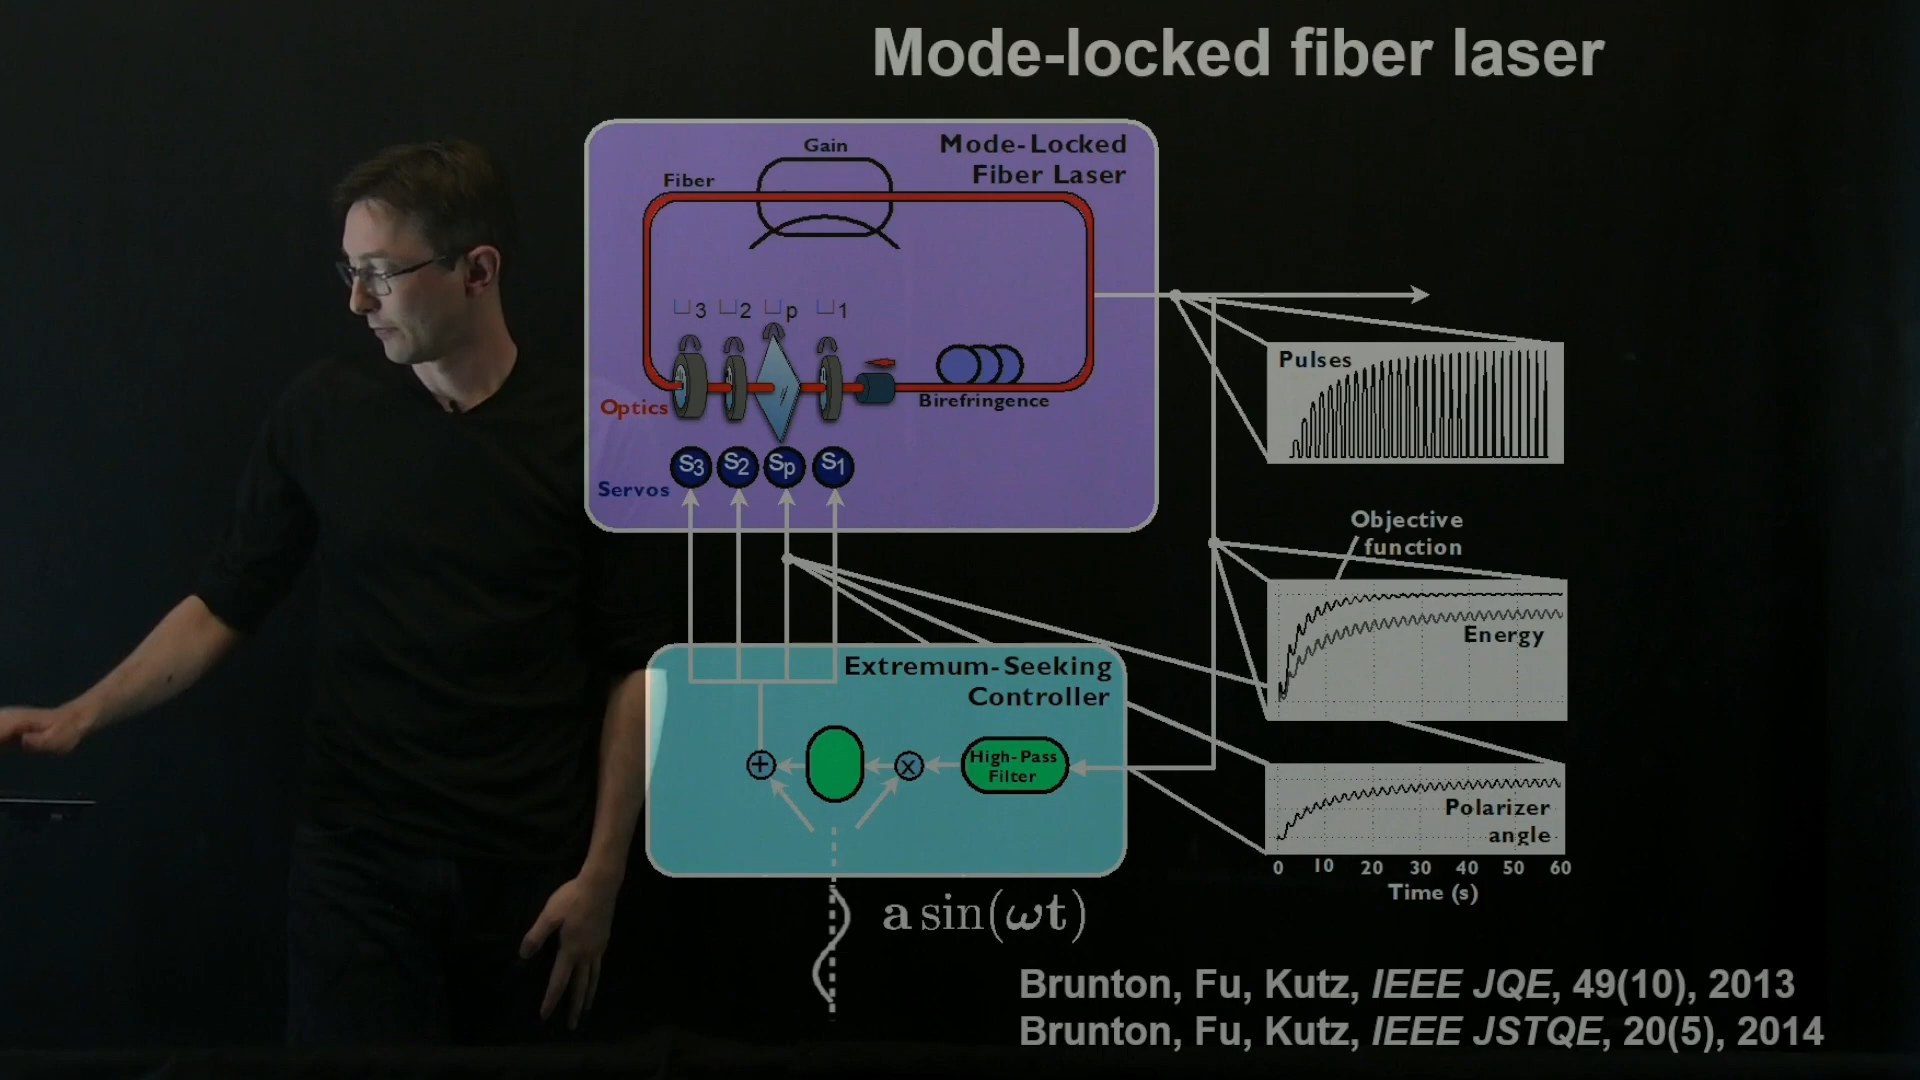 Mode-locked fiber laser
Mode-Locked
Fiber Laser
Gain
Fiber
3 2 p 1
Optics
Birefringence
S3 S2 Sp S1
Servos
Pulses
Objective
function
Energy
Polarizer
angle
0 10 20 30 40 50 60
Time (s)
Extremum-Seeking
Controller
+
x
High-Pass
Filter
a sin(ωt)
Brunton, Fu, Kutz, IEEE JQE, 49(10), 2013
Brunton, Fu, Kutz, IEEE JSTQE, 20(5), 2014